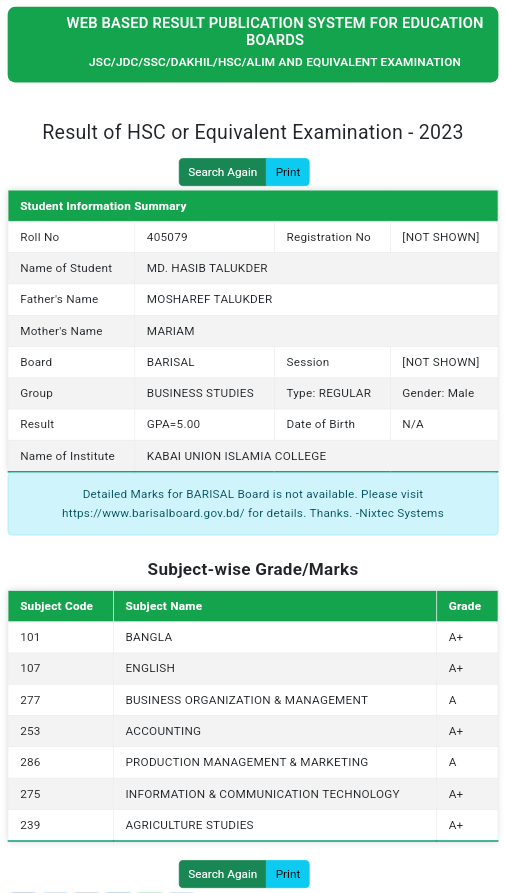 WEB BASED RESULT PUBLICATION SYSTEM FOR EDUCATION
BOARDS
JSC/JDC/SSC/DAKHIL/HSC/ALIM AND EQUIVALENT EXAMINATION
Result of HSC or Equivalent Examination - 2023
Search Again Print
Student Information Summary
Roll No 405079 Registration No [NOT SHOWN]
Name of Student MD. HASIB TALUKDER
Father's Name MOSHAREF TALUKDER
Mother's Name MARIAM
Board BARISAL Session [NOT SHOWN]
Group BUSINESS STUDIES Type: REGULAR Gender: Male
Result GPA=5.00 Date of Birth N/A
Name of Institute KABAI UNION ISLAMIA COLLEGE
Detailed Marks for BARISAL Board is not available. Please visit
https://www.barisalboard.gov.bd/ for details. Thanks. -Nixtec Systems
Subject-wise Grade/Marks
Subject Code Subject Name Grade
101 BANGLA A+
107 ENGLISH A+
277 BUSINESS ORGANIZATION & MANAGEMENT A
253 ACCOUNTING A+
286 PRODUCTION MANAGEMENT & MARKETING A
275 INFORMATION & COMMUNICATION TECHNOLOGY A+
239 AGRICULTURE STUDIES A+
Search Again Print